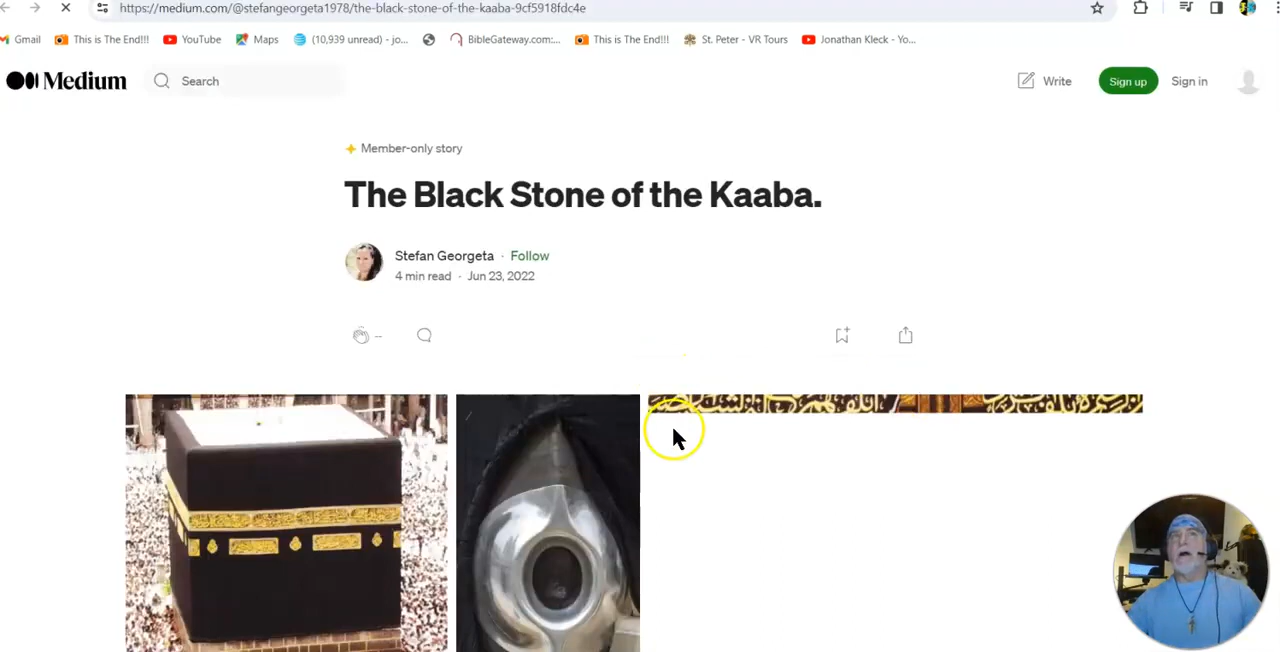 https://medium.com/@stefangeorgeta1978/the-black-stone-of-the-kaaba-9cf5918fdc4e
Gmail This is The End!!! YouTube Maps (10,939 unread) - jo... BibleGateway.com:... This is The End!!! St. Peter - VR Tours Jonathan Kleck - Yo...
Medium Search Write Sign up Sign in
Member-only story
The Black Stone of the Kaaba.
Stefan Georgeta · Follow
4 min read · Jun 23, 2022
--